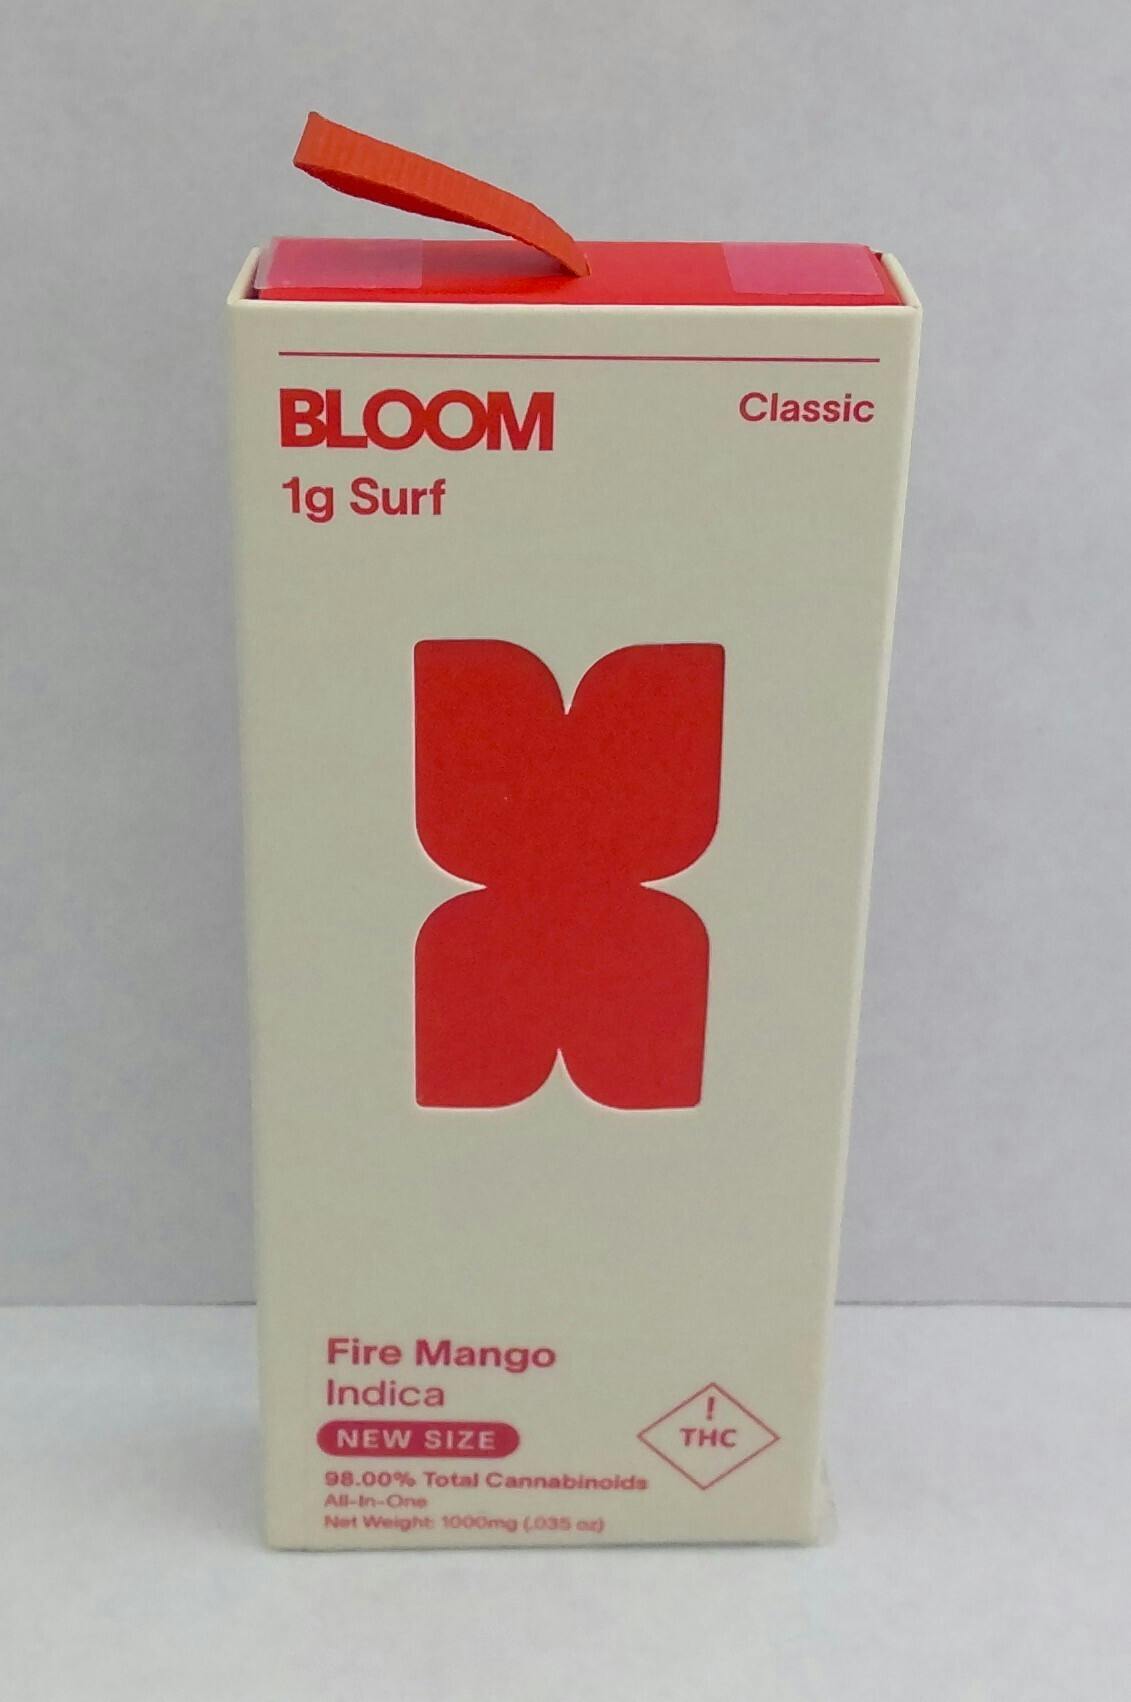 BLOOM
Classic
1g Surf
Fire Mango
Indica
NEW SIZE
!
THC
98.00% Total Cannabinoids
All-In-One
Net Weight: 1000mg (.035 oz)